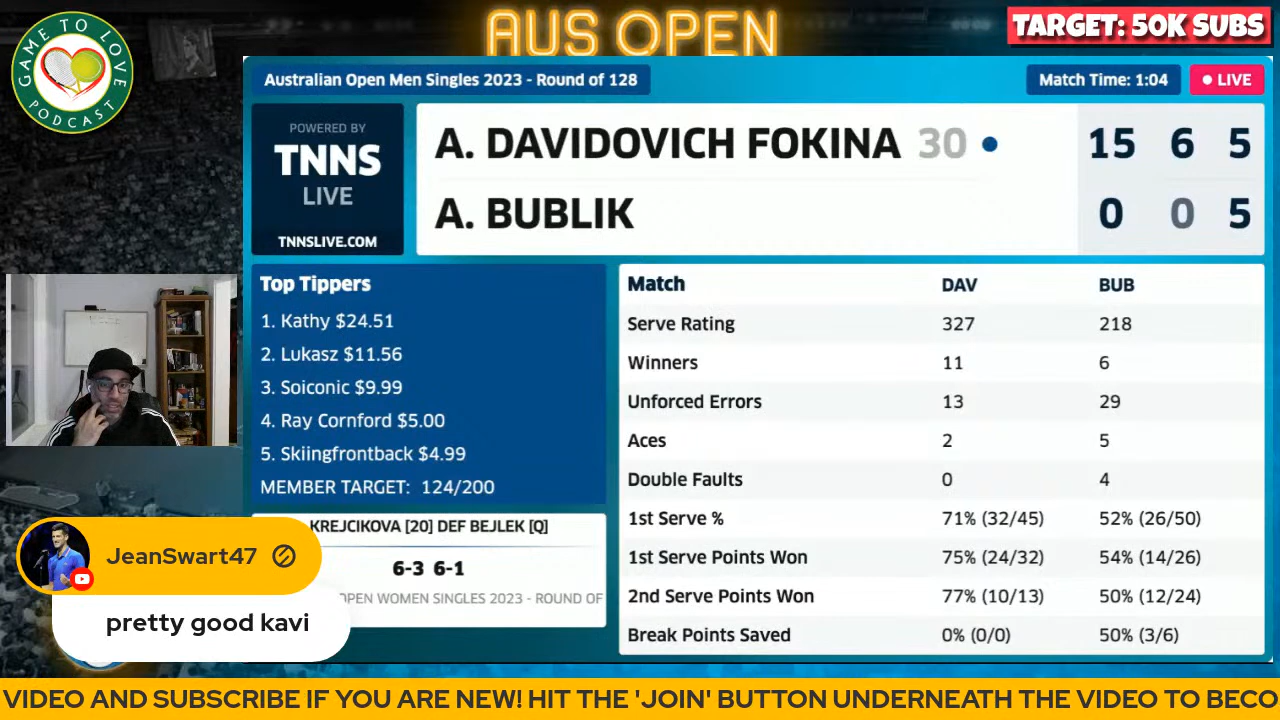 AUS OPEN
TARGET: 50K SUBS
GAME TO LOVE
PODCAST
Australian Open Men Singles 2023 - Round of 128
Match Time: 1:04
LIVE
POWERED BY
TNNS
LIVE
TNNSLIVE.COM
A. DAVIDOVICH FOKINA 30 15 6 5
A. BUBLIK 0 0 5
Top Tippers
1. Kathy $24.51
2. Lukasz $11.56
3. Soiconic $9.99
4. Ray Cornford $5.00
5. Skiingfrontback $4.99
MEMBER TARGET: 124/200
KREJCIKOVA [20] DEF BEJLEK [Q]
6-3 6-1
OPEN WOMEN SINGLES 2023 - ROUND OF
Match DAV BUB
Serve Rating 327 218
Winners 11 6
Unforced Errors 13 29
Aces 2 5
Double Faults 0 4
1st Serve % 71% (32/45) 52% (26/50)
1st Serve Points Won 75% (24/32) 54% (14/26)
2nd Serve Points Won 77% (10/13) 50% (12/24)
Break Points Saved 0% (0/0) 50% (3/6)
JeanSwart47
pretty good kavi
VIDEO AND SUBSCRIBE IF YOU ARE NEW! HIT THE 'JOIN' BUTTON UNDERNEATH THE VIDEO TO BECO